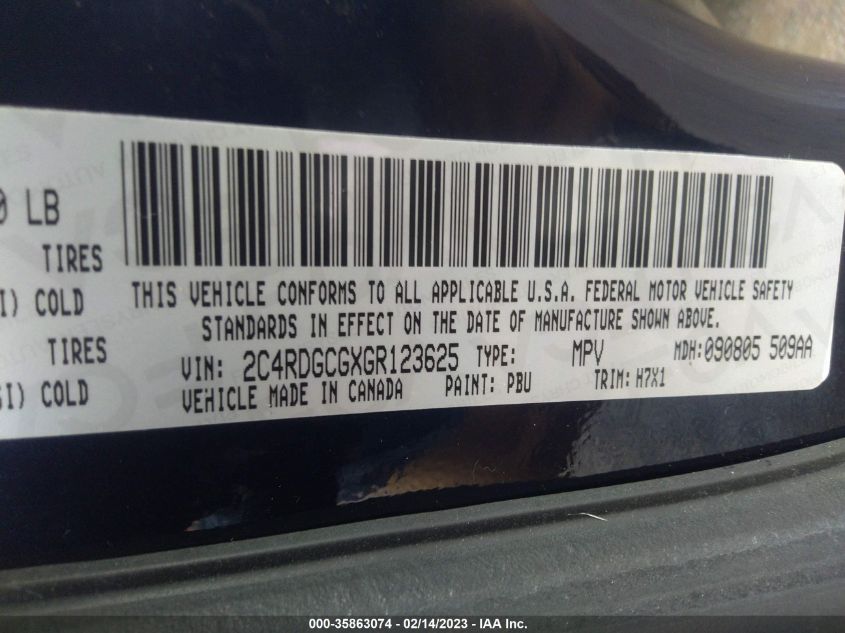 0 LB
TIRES
I) COLD
TIRES
SI) COLD
THIS VEHICLE CONFORMS TO ALL APPLICABLE U.S.A. FEDERAL MOTOR VEHICLE SAFETY
STANDARDS IN EFFECT ON THE DATE OF MANUFACTURE SHOWN ABOVE.
VIN: 2C4RDGCGXGR123625 TYPE: MPV MDH:090805 509AA
VEHICLE MADE IN CANADA PAINT: PBU TRIM: H7X1
000-35863074 - 02/14/2023 - IAA Inc.